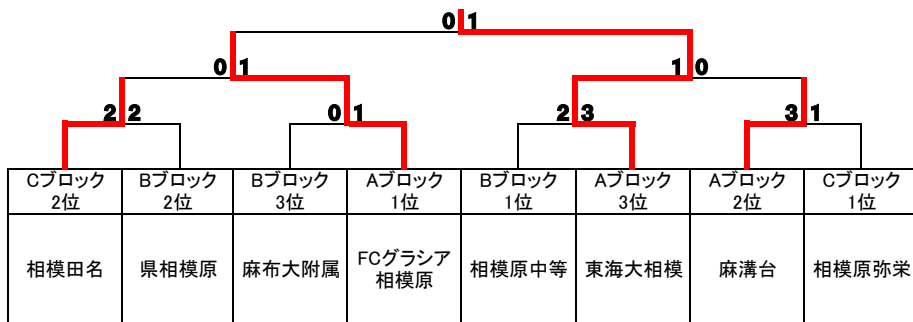 0 1
0 1
1 0
2 2
0 1
2 3
3 1
Cブロック
2位
Bブロック
2位
Bブロック
3位
Aブロック
1位
Bブロック
1位
Aブロック
3位
Aブロック
2位
Cブロック
1位
相模田名
県相模原
麻布大附属
FCグラシア
相模原
相模原中等
東海大相模
麻溝台
相模原弥栄